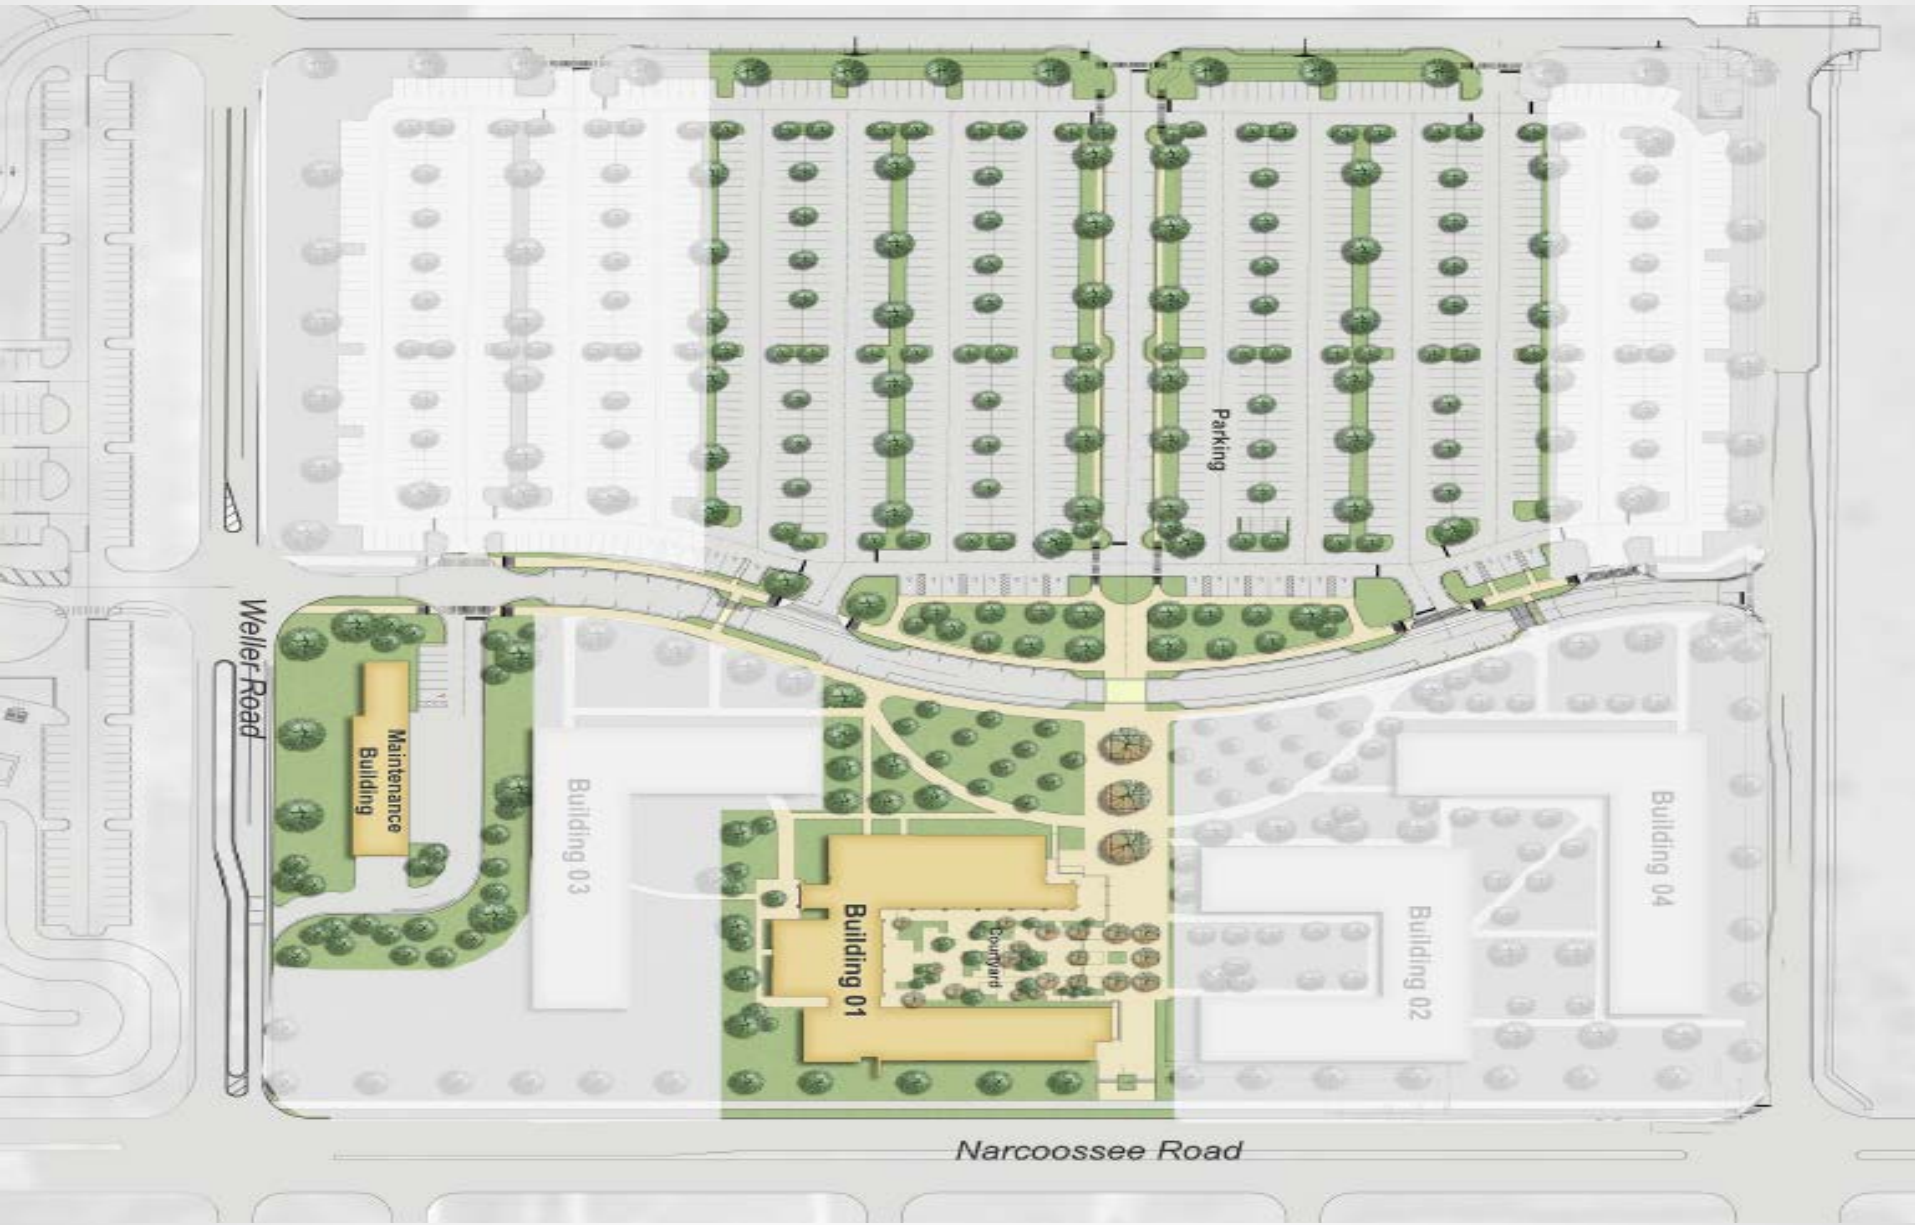 Parking
Weller Road
Maintenance
Building
Building 03
Building 01
Courtyard
Building 02
Building 04
Narcoossee Road